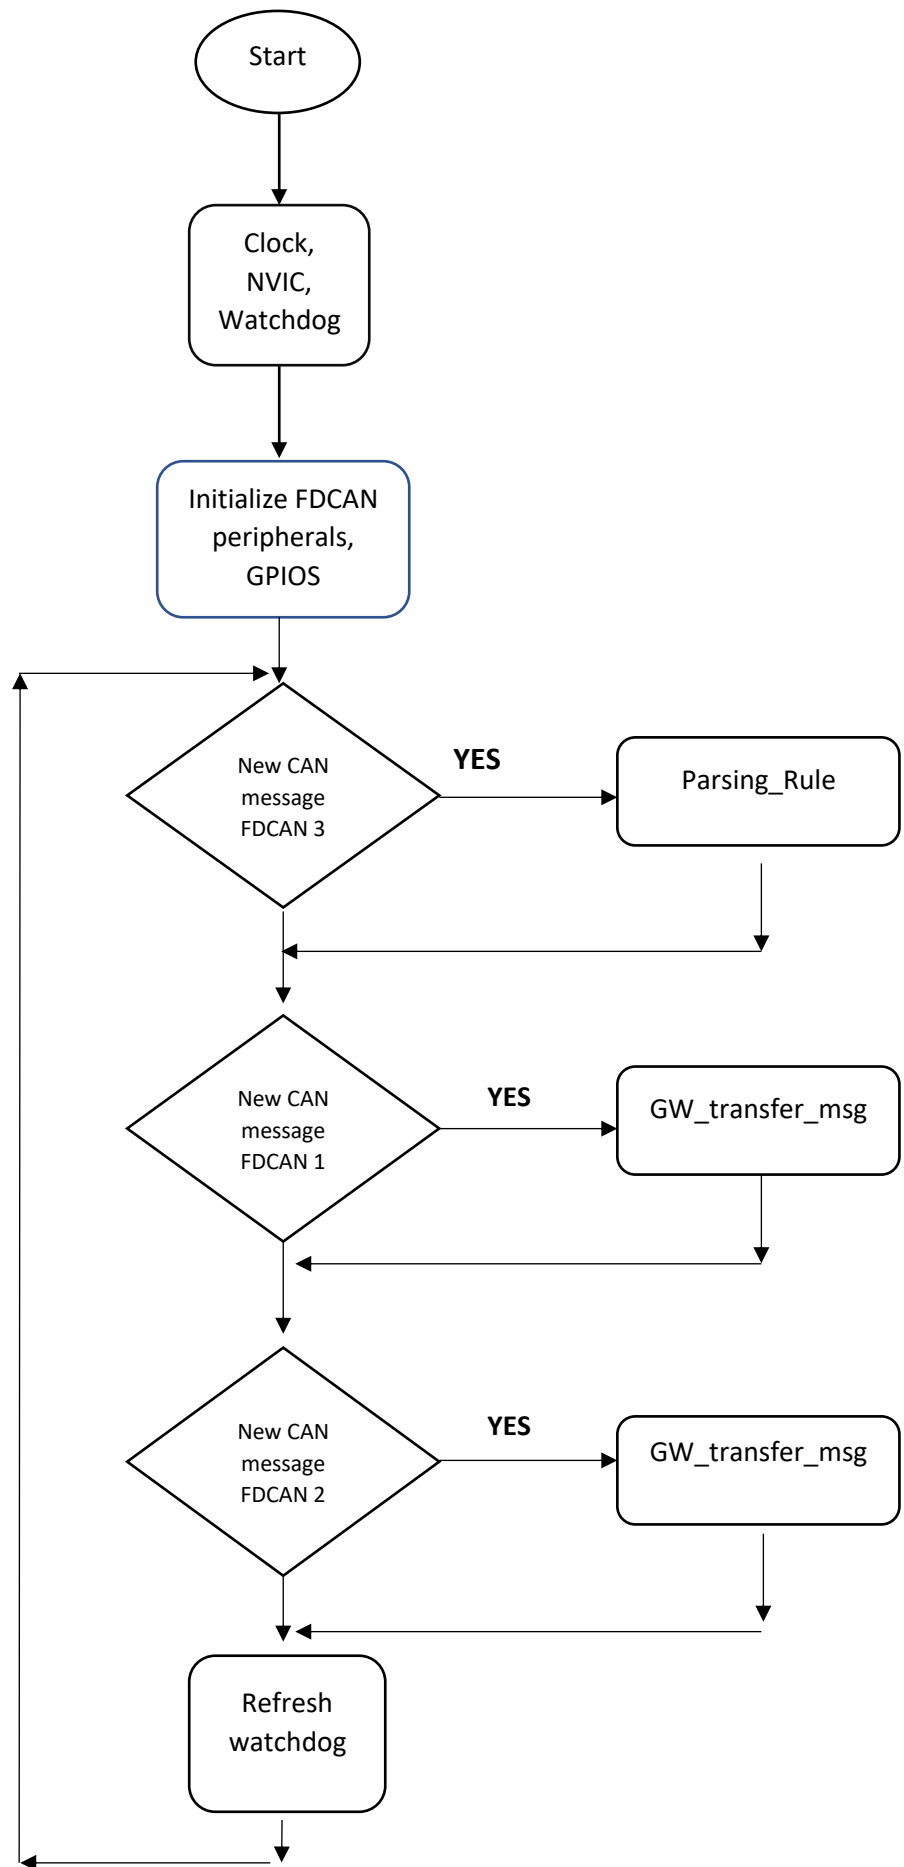 Start
Clock,
NVIC,
Watchdog
Initialize FDCAN
peripherals,
GPIOS
New CAN
message
FDCAN 3
YES
Parsing_Rule
New CAN
message
FDCAN 1
YES
GW_transfer_msg
New CAN
message
FDCAN 2
YES
GW_transfer_msg
Refresh
watchdog